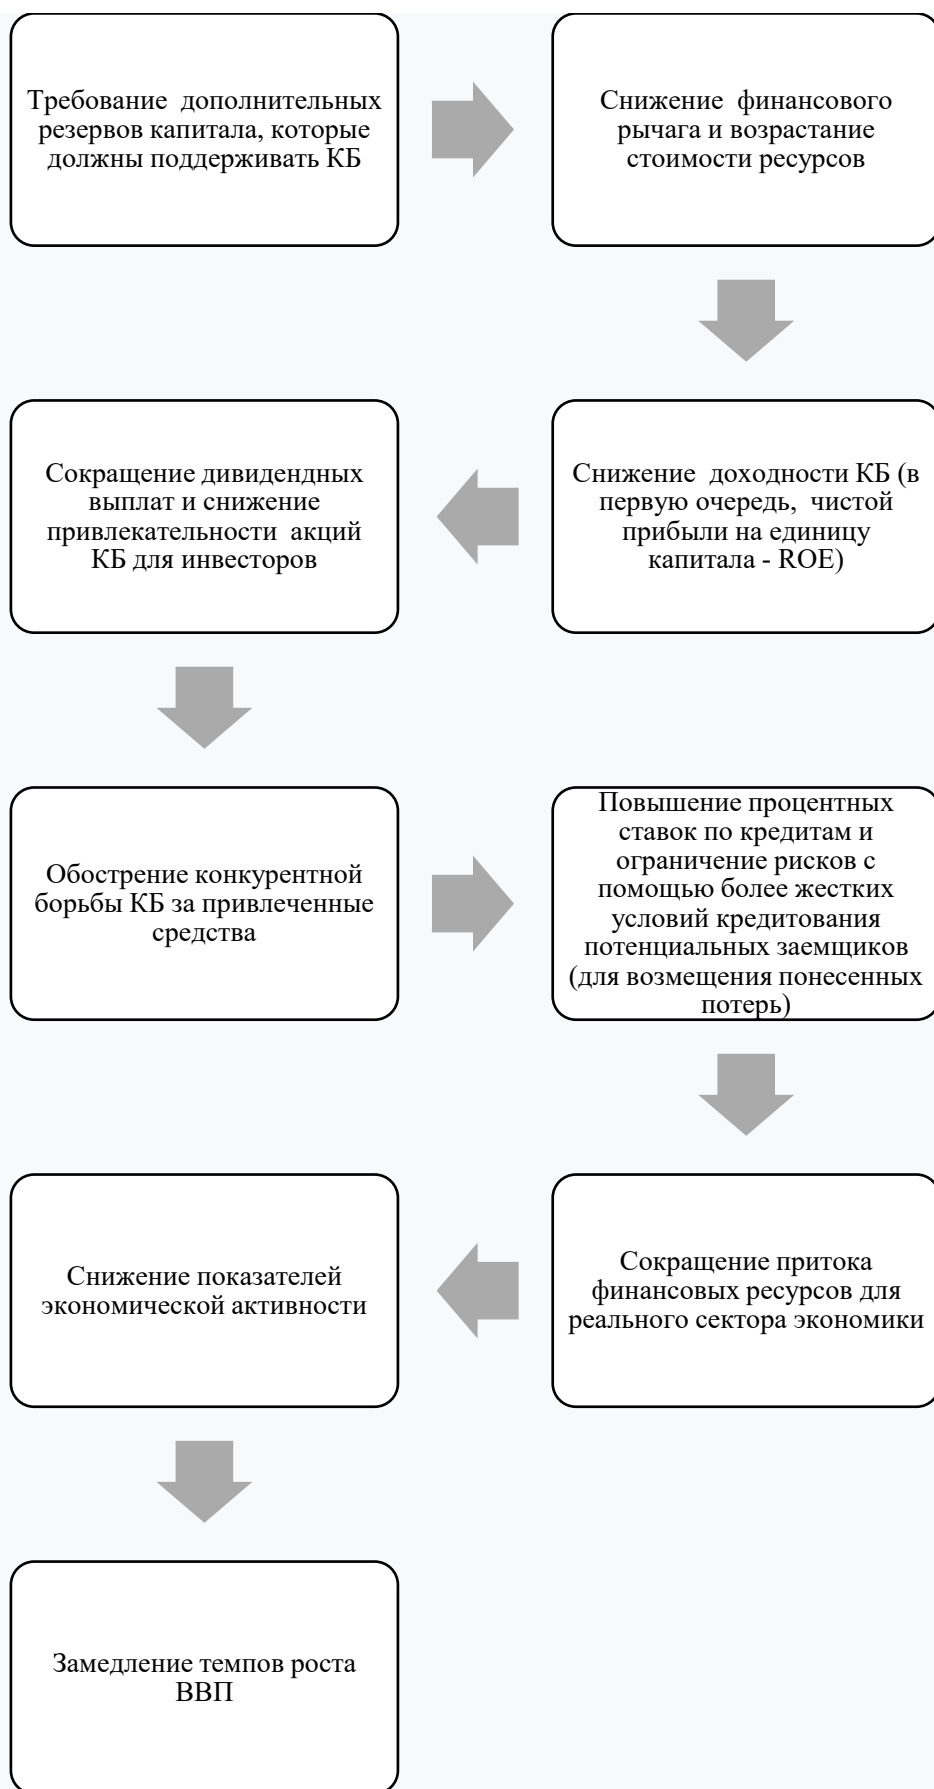 Требование дополнительных
резервов капитала, которые
должны поддерживать КБ
Снижение финансового
рычага и возрастание
стоимости ресурсов
Снижение доходности КБ (в
первую очередь, чистой
прибыли на единицу
капитала - ROE)
Сокращение дивидендных
выплат и снижение
привлекательности акций
КБ для инвесторов
Обострение конкурентной
борьбы КБ за привлеченные
средства
Повышение процентных
ставок по кредитам и
ограничение рисков с
помощью более жестких
условий кредитования
потенциальных заемщиков
(для возмещения понесенных
потерь)
Сокращение притока
финансовых ресурсов для
реального сектора экономики
Снижение показателей
экономической активности
Замедление темпов роста
ВВП